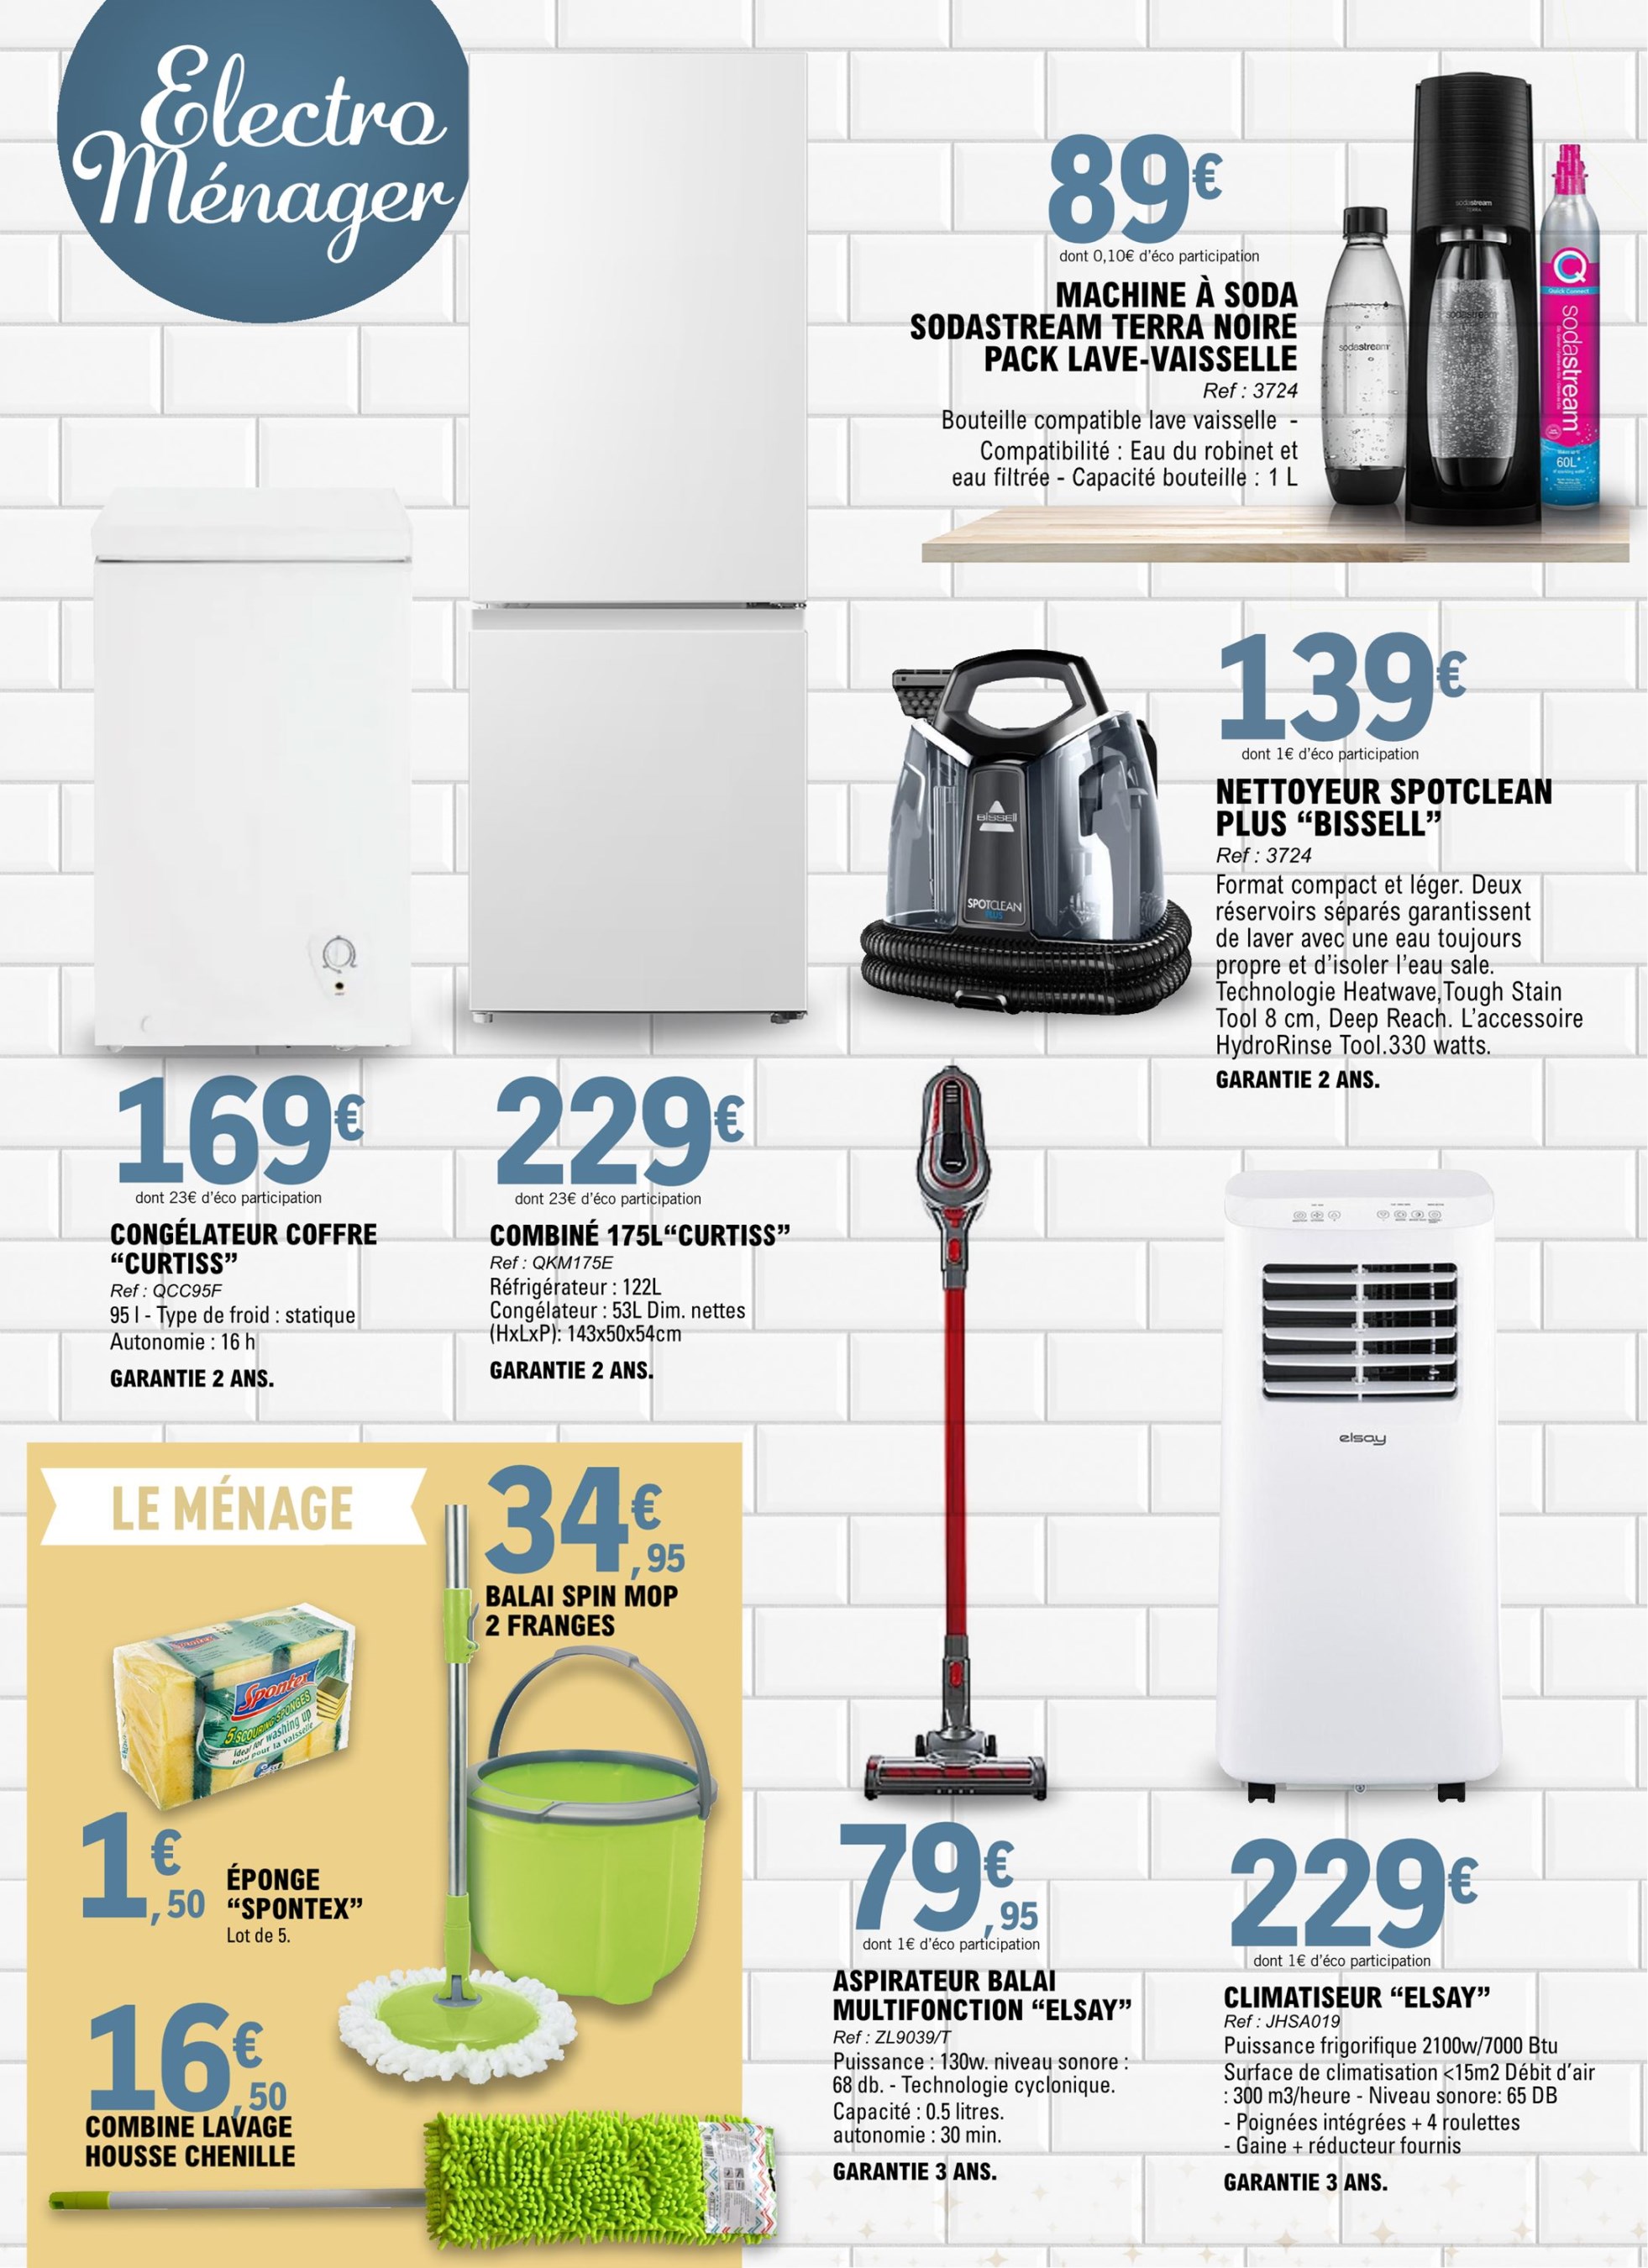 Electro
Ménager
89€
dont 0,10€ d'éco participation
MACHINE À SODA
SODASTREAM TERRA NOIRE
PACK LAVE-VAISSELLE
Ref : 3724
Bouteille compatible lave vaisselle -
Compatibilité : Eau du robinet et
eau filtrée - Capacité bouteille : 1 L
sodastream
sodastream
sodastream
Q
Quick Connect
sodastream
60L
139€
dont 1€ d'éco participation
NETTOYEUR SPOTCLEAN
PLUS “BISSELL”
Ref : 3724
Format compact et léger. Deux
réservoirs séparés garantissent
de laver avec une eau toujours
propre et d'isoler l'eau sale.
Technologie Heatwave,Tough Stain
Tool 8 cm, Deep Reach. L'accessoire
HydroRinse Tool.330 watts.
GARANTIE 2 ANS.
BISSELL
SPOTCLEAN
PLUS
169€
dont 23€ d'éco participation
CONGÉLATEUR COFFRE
“CURTISS”
Ref : QCC95F
95 l - Type de froid : statique
Autonomie : 16 h
GARANTIE 2 ANS.
229€
dont 23€ d'éco participation
COMBINÉ 175L“CURTISS”
Ref : QKM175E
Réfrigérateur : 122L
Congélateur : 53L Dim. nettes
(HxLxP): 143x50x54cm
GARANTIE 2 ANS.
elsay
LE MÉNAGE
34€,95
BALAI SPIN MOP
2 FRANGES
Spontex
5 SCOURING SPONGES
Ideal for washing up
Idéal pour la vaisselle
1€,50
ÉPONGE
“SPONTEX”
Lot de 5.
16€,50
COMBINE LAVAGE
HOUSSE CHENILLE
79€,95
dont 1€ d'éco participation
ASPIRATEUR BALAI
MULTIFONCTION “ELSAY”
Ref : ZL9039/T
Puissance : 130w. niveau sonore :
68 db. - Technologie cyclonique.
Capacité : 0.5 litres.
autonomie : 30 min.
GARANTIE 3 ANS.
229€
dont 1€ d'éco participation
CLIMATISEUR “ELSAY”
Ref : JHSA019
Puissance frigorifique 2100w/7000 Btu
Surface de climatisation <15m2 Débit d'air
: 300 m3/heure - Niveau sonore: 65 DB
- Poignées intégrées + 4 roulettes
- Gaine + réducteur fournis
GARANTIE 3 ANS.